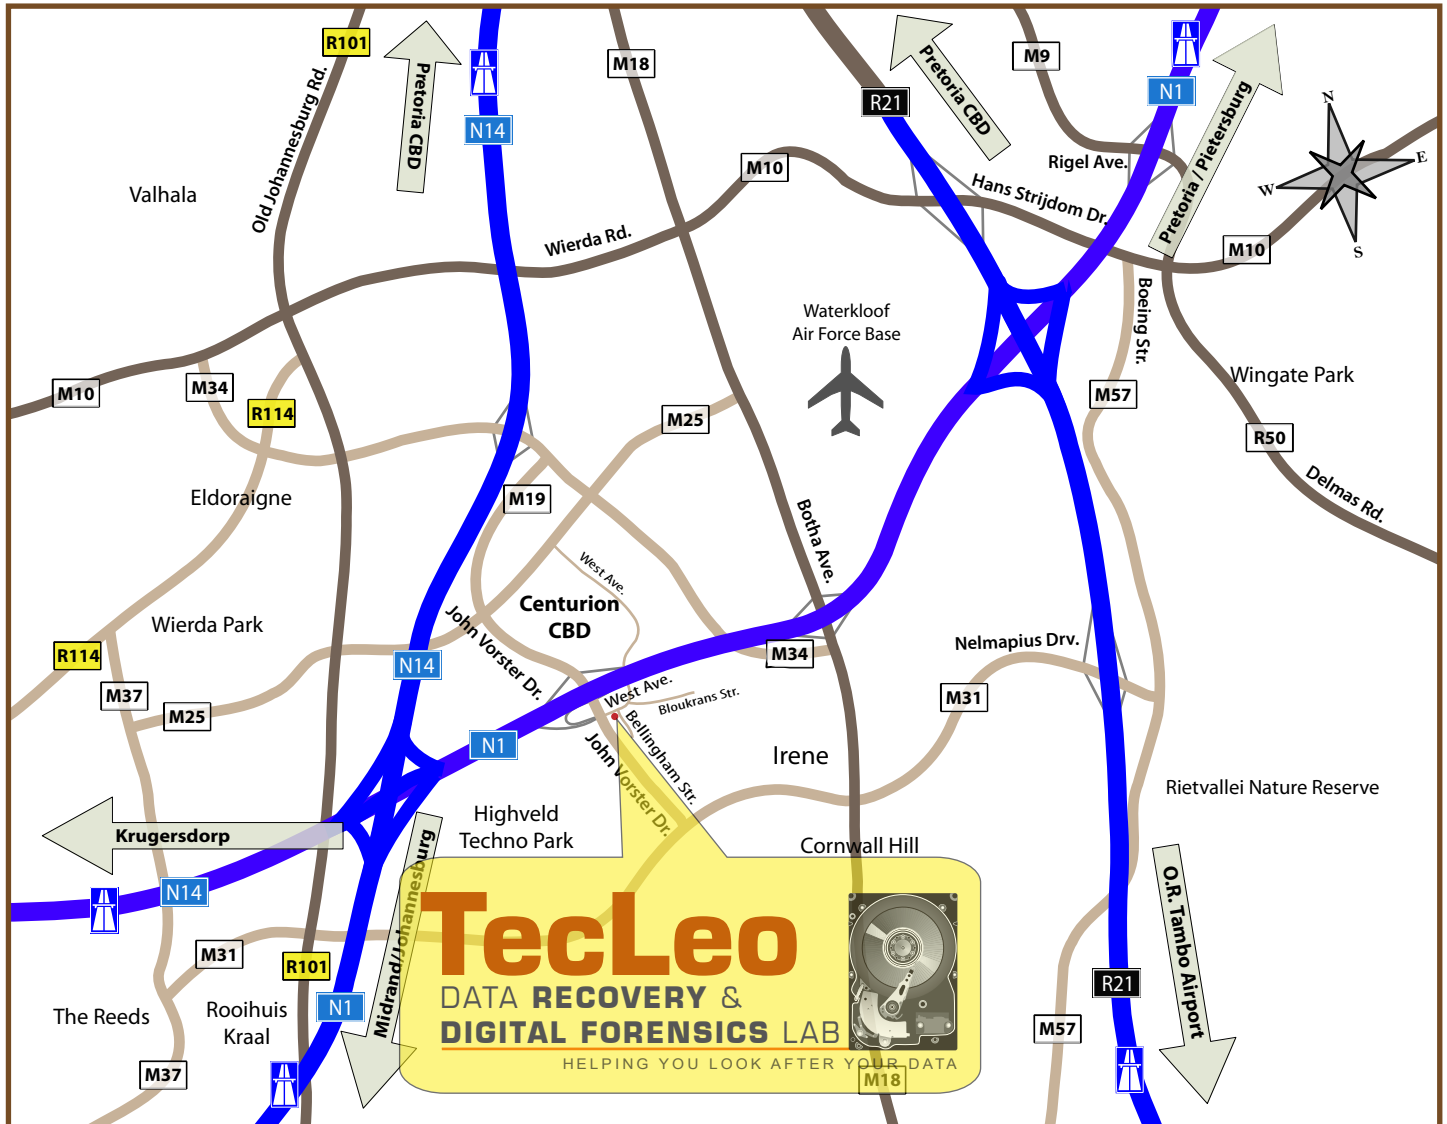 R101
Old Johannesburg Rd.
Pretoria CBD
N14
M18
R21
Pretoria CBD
M9
N1
Rigel Ave.
Pretoria / Pietersburg
N
E
W
S
Valhala
M10
Hans Strijdom Dr.
Wierda Rd.
M10
Boeing Str.
Waterkloof
Air Force Base
M10
M34
R114
M25
M57
Wingate Park
R50
Delmas Rd.
Eldoraigne
M19
Botha Ave.
West Ave.
Centurion
CBD
John Vorster Dr.
Wierda Park
R114
N14
M34
Nelmapius Drv.
M37
M25
West Ave.
Bloukrans Str.
M31
Bellingham Str.
N1
John Vorster Dr.
Irene
Rietvallei Nature Reserve
Highveld
Techno Park
Krugersdorp
Cornwall Hill
Midrand/Johannesburg
N14
TecLeo
DATA RECOVERY &
DIGITAL FORENSICS LAB
HELPING YOU LOOK AFTER YOUR DATA
O.R. Tambo Airport
M31
R101
R21
N1
The Reeds
Rooihuis
Kraal
M57
M37
M18